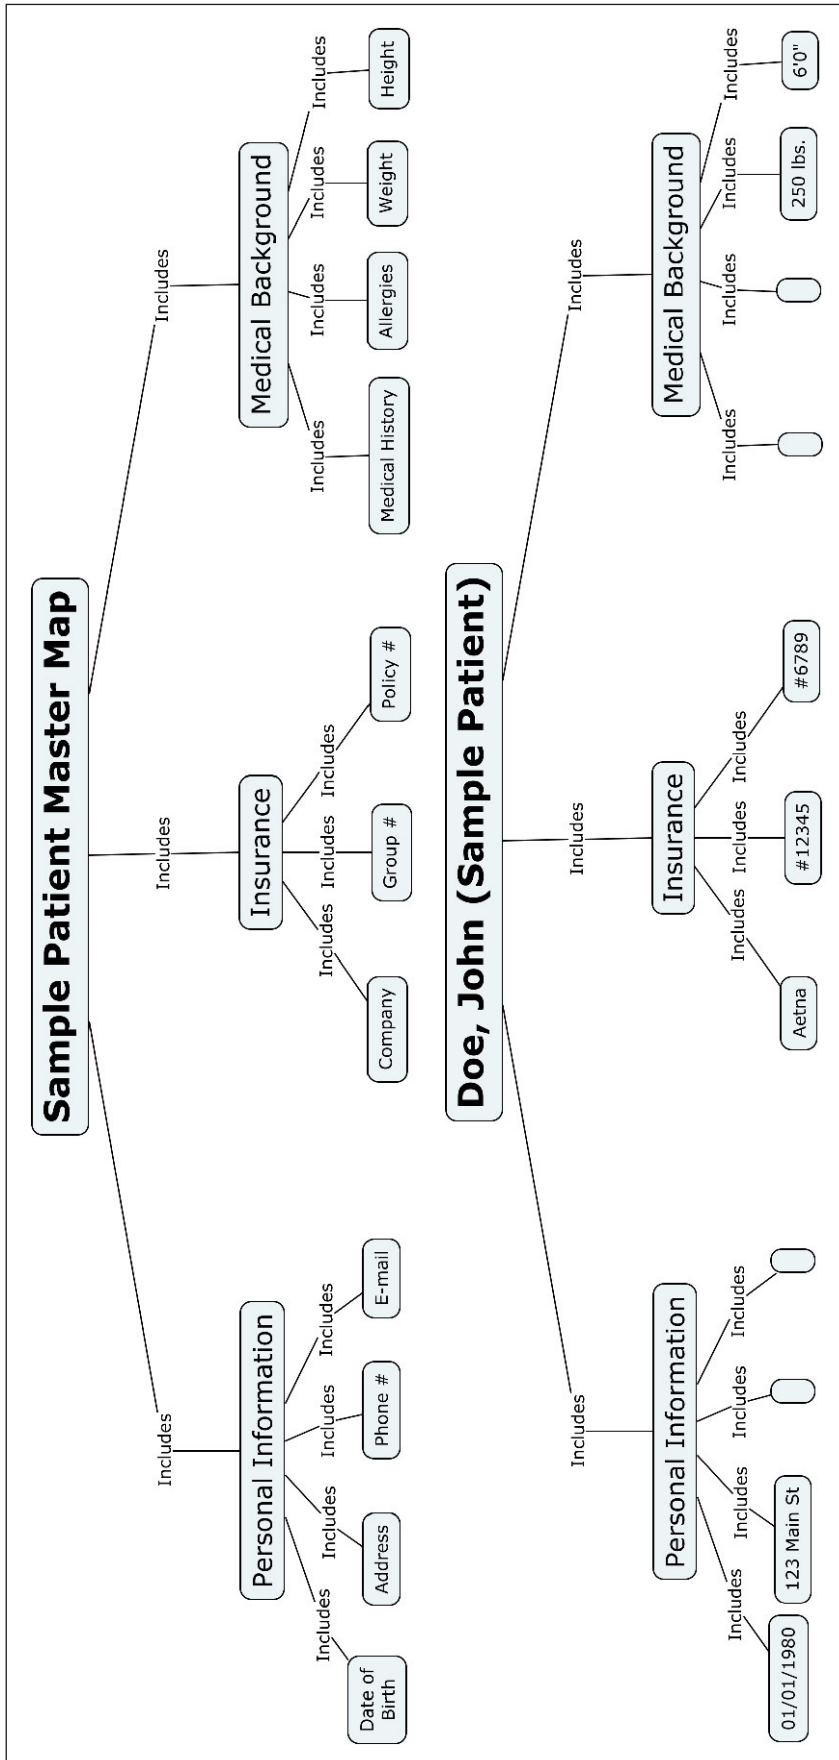 Sample Patient Master Map
Includes
Includes
Includes
Personal Information
Insurance
Medical Background
Includes
Includes
Includes
Includes
Includes
Includes
Includes
Includes
Includes
Includes
Includes
Date of
Birth
Address
Phone #
E-mail
Company
Group #
Policy #
Medical History
Allergies
Weight
Height
Doe, John (Sample Patient)
Includes
Includes
Includes
Personal Information
Insurance
Medical Background
Includes
Includes
Includes
Includes
Includes
Includes
Includes
Includes
Includes
Includes
Includes
01/01/1980
123 Main St
Aetna
#12345
#6789
250 lbs.
6'0"